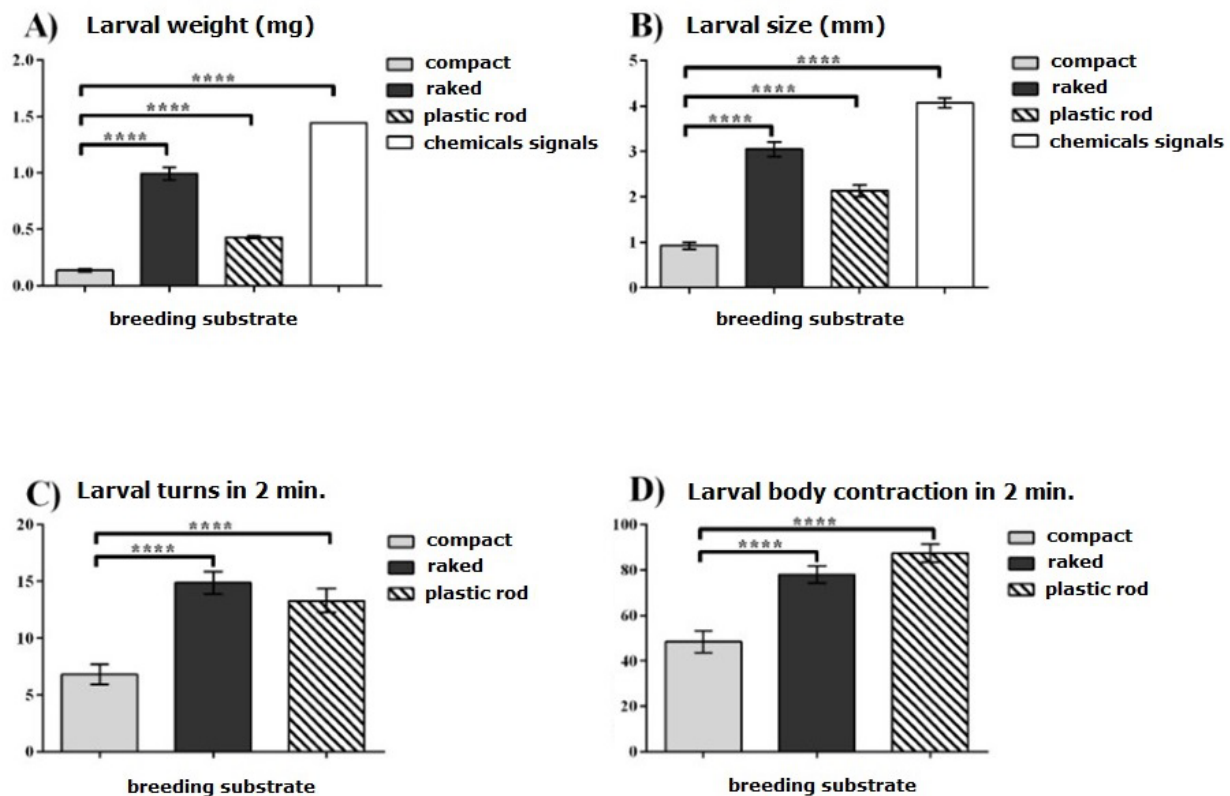 A) Larval weight (mg)
2.0
1.5
1.0
0.5
0.0
****
****
****
compact
raked
plastic rod
chemicals signals
breeding substrate
B) Larval size (mm)
5
4
3
2
1
0
****
****
****
compact
raked
plastic rod
chemicals signals
breeding substrate
C) Larval turns in 2 min.
20
15
10
5
0
****
****
compact
raked
plastic rod
breeding substrate
D) Larval body contraction in 2 min.
100
80
60
40
20
0
****
****
compact
raked
plastic rod
breeding substrate